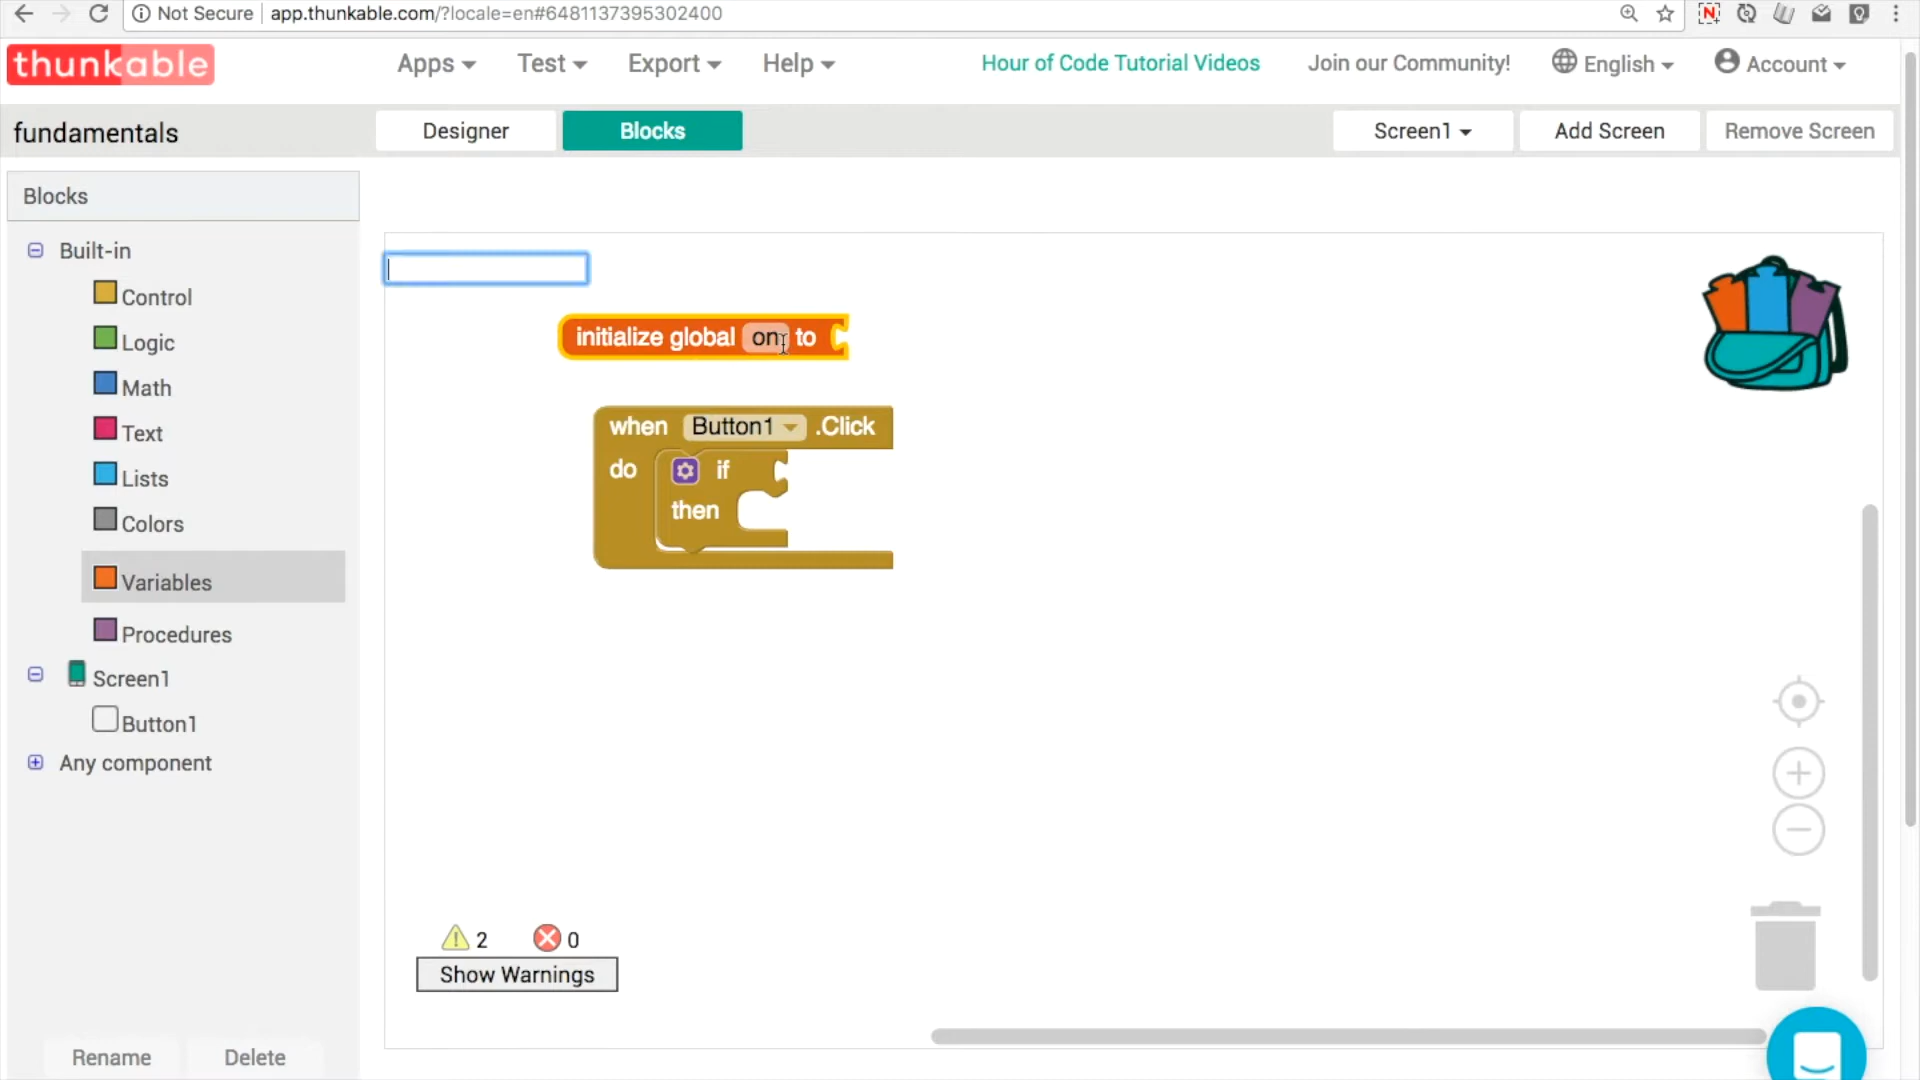 Not Secure app.thunkable.com/?locale=en#6481137395302400
thunkable Apps Test Export Help Hour of Code Tutorial Videos Join our Community! English Account
fundamentals Designer Blocks Screen1 Add Screen Remove Screen
Blocks
Built-in
Control
Logic
Math
Text
Lists
Colors
Variables
Procedures
Screen1
Button1
Any component
Rename Delete
initialize global on to
when Button1 .Click
do if
then
2 0
Show Warnings